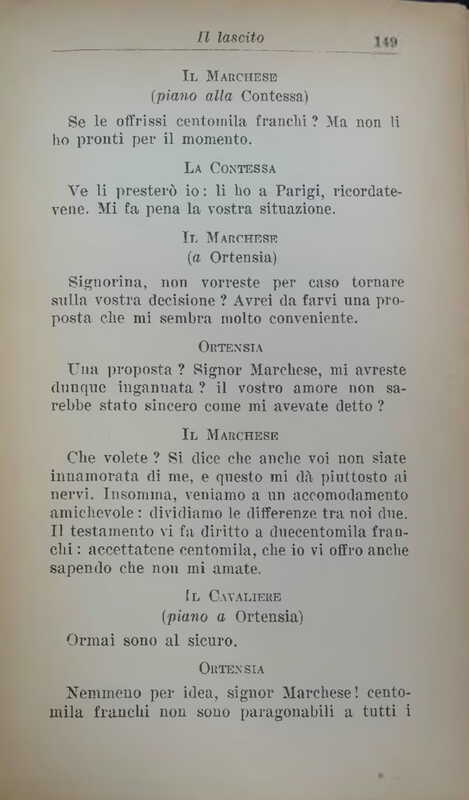 Il lascito 149
IL MARCHESE
(piano alla Contessa)
Se le offrissi centomila franchi? Ma non li
ho pronti per il momento.
LA CONTESSA
Ve li presterò io: li ho a Parigi, ricordate-
vene. Mi fa pena la vostra situazione.
IL MARCHESE
(a Ortensia)
Signorina, non vorreste per caso tornare
sulla vostra decisione? Avrei da farvi una pro-
posta che mi sembra molto conveniente.
ORTENSIA
Una proposta? Signor Marchese, mi avreste
dunque ingannata? il vostro amore non sa-
rebbe stato sincero come mi avevate detto?
IL MARCHESE
Che volete? Si dice che anche voi non siate
innamorata di me, e questo mi dà piuttosto ai
nervi. Insomma, veniamo a un accomodamento
amichevole: dividiamo le differenze tra noi due.
Il testamento vi fa diritto a duecentomila fran-
chi: accettatene centomila, che io vi offro anche
sapendo che non mi amate.
IL CAVALIERE
(piano a Ortensia)
Ormai sono al sicuro.
ORTENSIA
Nemmeno per idea, signor Marchese! cento-
mila franchi non sono paragonabili a tutti i